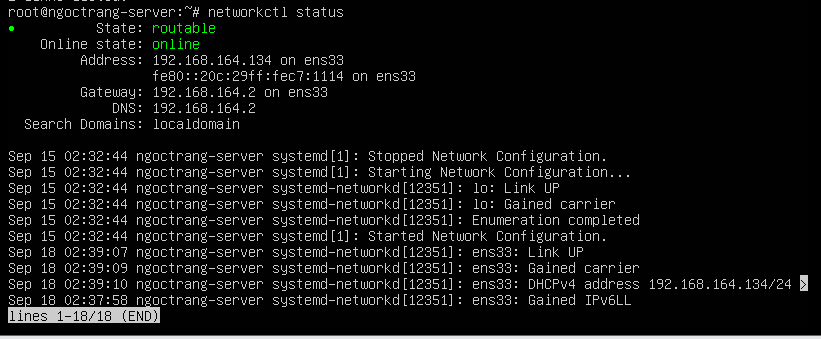 root@ngoctrang-server:~# networkctl status
● State: routable
Online state: online
Address: 192.168.164.134 on ens33
fe80::20c:29ff:fec7:1114 on ens33
Gateway: 192.168.164.2 on ens33
DNS: 192.168.164.2
Search Domains: localdomain
Sep 15 02:32:44 ngoctrang-server systemd[1]: Stopped Network Configuration.
Sep 15 02:32:44 ngoctrang-server systemd[1]: Starting Network Configuration...
Sep 15 02:32:44 ngoctrang-server systemd-networkd[12351]: lo: Link UP
Sep 15 02:32:44 ngoctrang-server systemd-networkd[12351]: lo: Gained carrier
Sep 15 02:32:44 ngoctrang-server systemd-networkd[12351]: Enumeration completed
Sep 15 02:32:44 ngoctrang-server systemd[1]: Started Network Configuration.
Sep 18 02:39:07 ngoctrang-server systemd-networkd[12351]: ens33: Link UP
Sep 18 02:39:09 ngoctrang-server systemd-networkd[12351]: ens33: Gained carrier
Sep 18 02:39:10 ngoctrang-server systemd-networkd[12351]: ens33: DHCPv4 address 192.168.164.134/24 >
Sep 18 02:37:58 ngoctrang-server systemd-networkd[12351]: ens33: Gained IPv6LL
lines 1-18/18 (END)